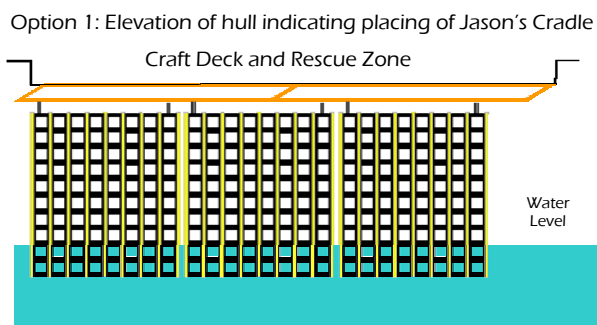 Option 1: Elevation of hull indicating placing of Jason's Cradle
Craft Deck and Rescue Zone
Water
Level